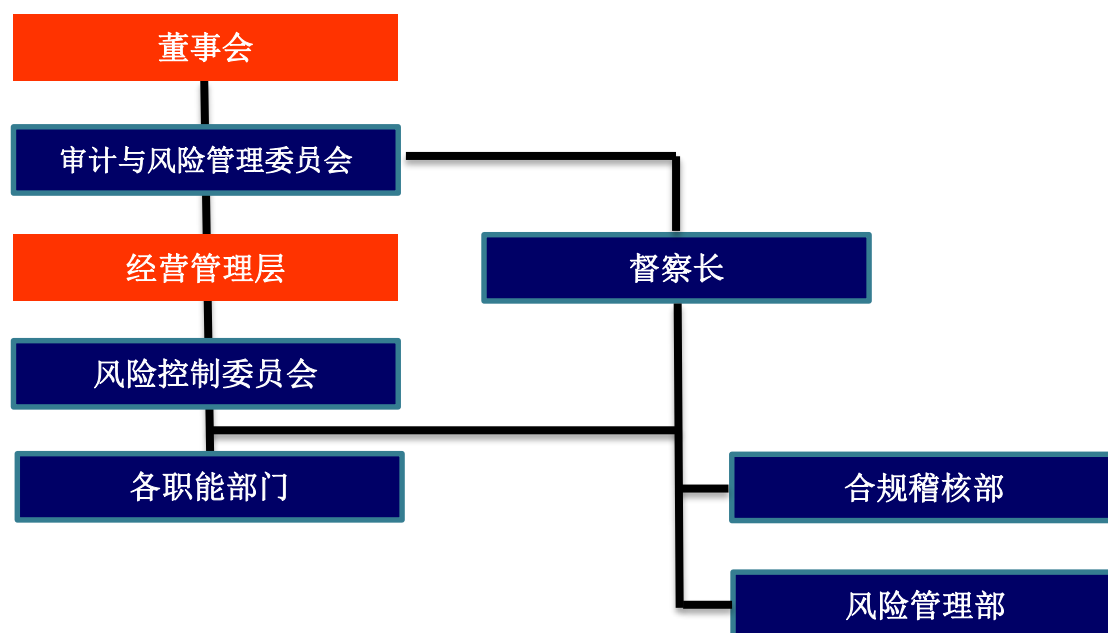 董事会
审计与风险管理委员会
经营管理层
督察长
风险控制委员会
各职能部门
合规稽核部
风险管理部